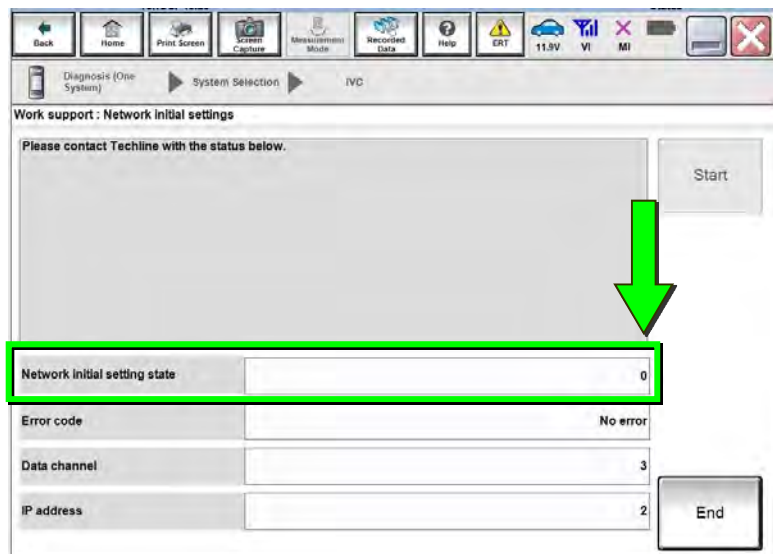 Back
Home
Print Screen
Screen Capture
Measurement Mode
Recorded Data
Help
ERT
11.9V
VI
MI
Diagnosis (One System)
System Selection
IVC
Work support : Network initial settings
Please contact Techline with the status below.
Start
Network initial setting state
0
Error code
No error
Data channel
3
IP address
2
End